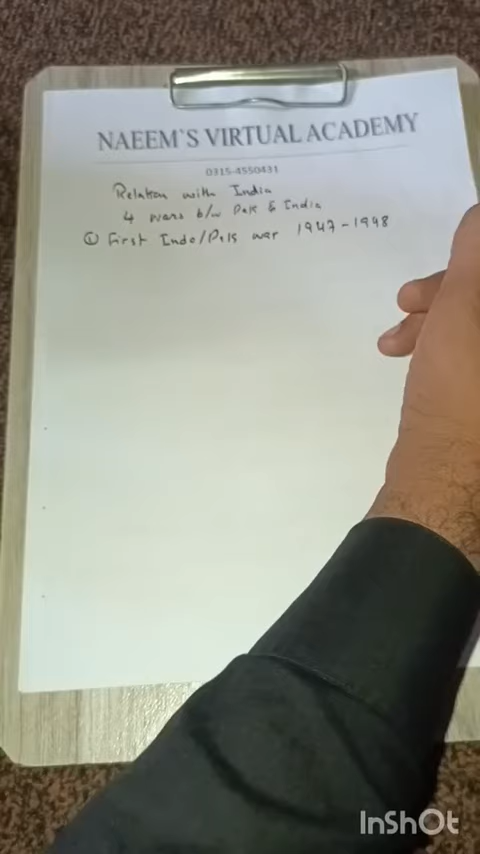 NAEEM`S VIRTUAL ACADEMY
0315-4550431
Relation with India
4 wars b/w Pak & India
① First Indo/Pak war 1947-1948
InShOt